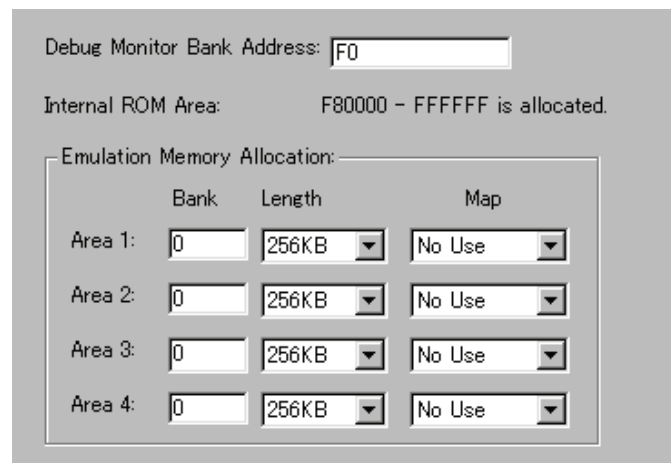 Debug Monitor Bank Address: F0
Internal ROM Area: F80000 - FFFFFF is allocated.
Emulation Memory Allocation:
Bank Length Map
Area 1: 0 256KB No Use
Area 2: 0 256KB No Use
Area 3: 0 256KB No Use
Area 4: 0 256KB No Use